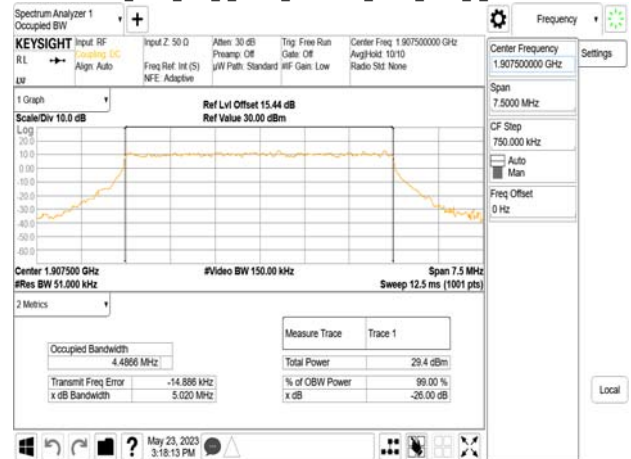 Spectrum Analyzer 1
Occupied BW
Frequency
KEYSIGHT
RL
LV
Input: RF
Coupling: DC
Align: Auto
Input Z: 50 Ω
Freq Ref: Int (S)
NFE: Adaptive
Atten: 30 dB
Preamp: Off
µW Path: Standard
Trig: Free Run
Gate: Off
#IF Gain: Low
Center Freq: 1.907500000 GHz
Avg|Hold: 10/10
Radio Std: None
Center Frequency
1.907500000 GHz
Settings
Span
7.5000 MHz
CF Step
750.000 kHz
Auto
Man
Freq Offset
0 Hz
Local
1 Graph
Scale/Div 10.0 dB
Ref Lvl Offset 15.44 dB
Ref Value 30.00 dBm
Log
20.0
10.0
0.00
-10.0
-20.0
-30.0
-40.0
-50.0
-60.0
Center 1.907500 GHz
#Video BW 150.00 kHz
Span 7.5 MHz
#Res BW 51.000 kHz
Sweep 12.5 ms (1001 pts)
2 Metrics
Measure Trace Trace 1
Occupied Bandwidth
4.4866 MHz
Total Power 29.4 dBm
Transmit Freq Error -14.886 kHz
% of OBW Power 99.00 %
x dB Bandwidth 5.020 MHz
x dB -26.00 dB
?
May 23, 2023
3:18:13 PM